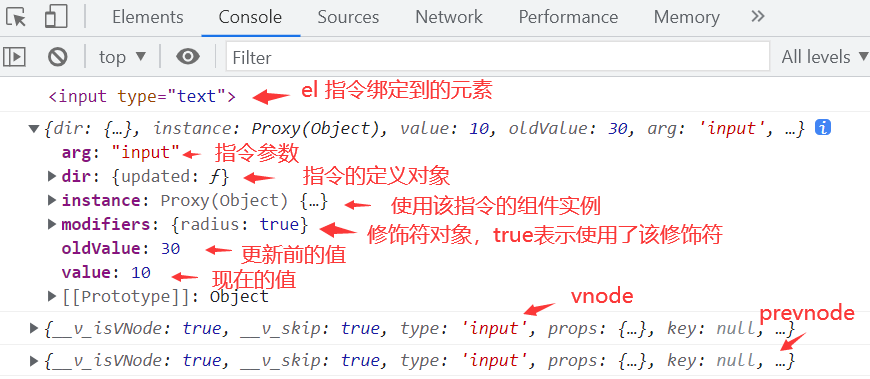 Elements Console Sources Network Performance Memory »
top ▼ Filter All levels ▼
<input type="text"> el 指令绑定到的元素
▼{dir: {…}, instance: Proxy(Object), value: 10, oldValue: 30, arg: 'input', …} i
arg: "input" 指令参数
▶dir: {updated: ƒ} 指令的定义对象
▶instance: Proxy(Object) {…} 使用该指令的组件实例
▶modifiers: {radius: true} 修饰符对象，true表示使用了该修饰符
oldValue: 30 更新前的值
value: 10 现在的值
▶[[Prototype]]: Object
vnode
prevnode
▶{__v_isVNode: true, __v_skip: true, type: 'input', props: {…}, key: null, …}
▶{__v_isVNode: true, __v_skip: true, type: 'input', props: {…}, key: null, …}